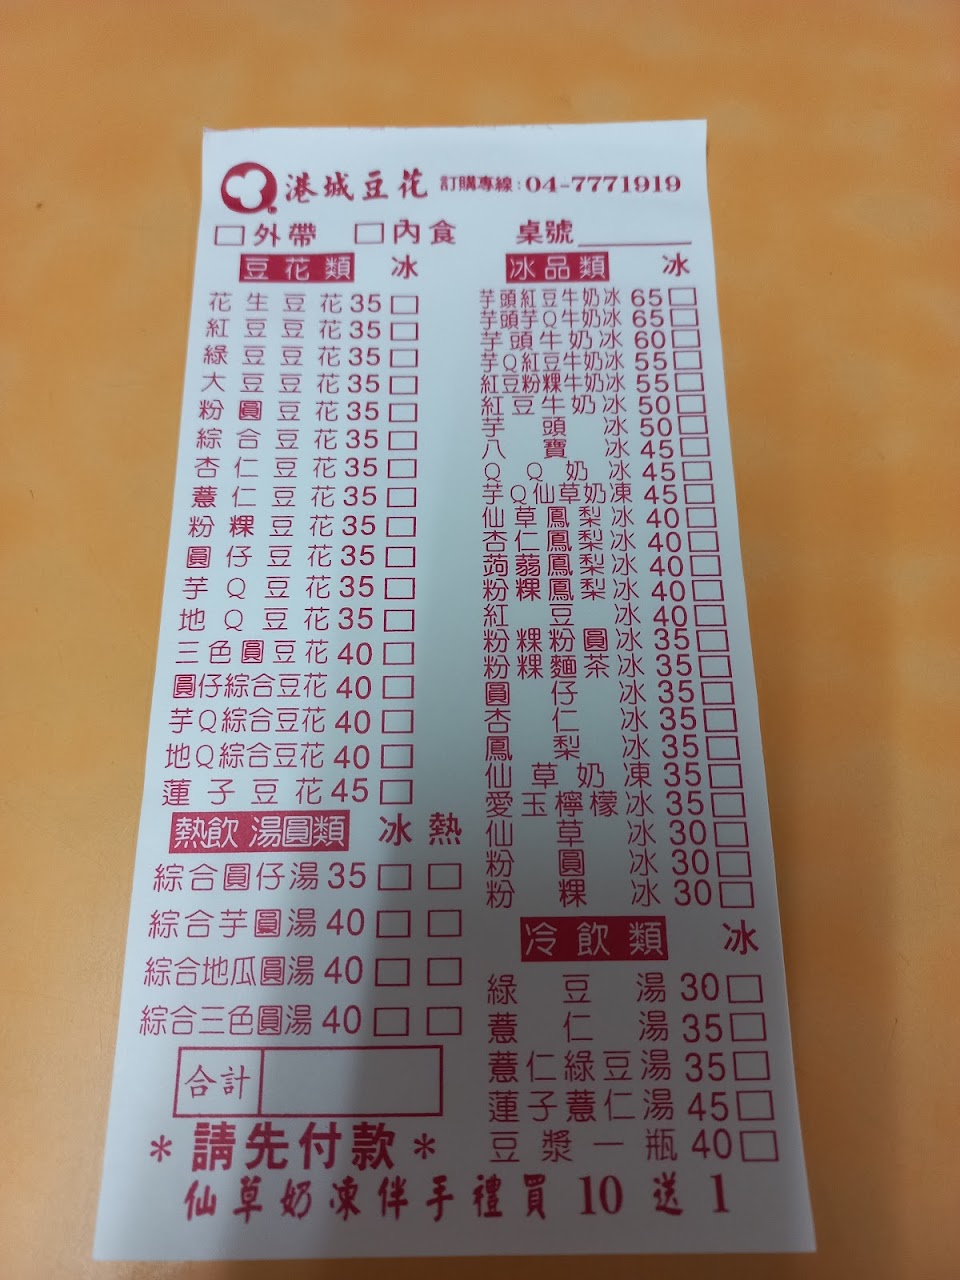 港城豆花 訂購專線:04-7771919
□外帶 □內食 桌號
豆花類 冰
花生豆花35□
紅豆豆花35□
綠豆豆花35□
大豆豆花35□
粉圓豆花35□
綜合豆花35□
杏仁豆花35□
薏仁豆花35□
粉粿豆花35□
圓仔豆花35□
芋Q豆花35□
地Q豆花35□
三色圓豆花40□
圓仔綜合豆花40□
芋Q綜合豆花40□
地Q綜合豆花40□
蓮子豆花45□
熱飲 湯圓類 冰 熱
綜合圓仔湯35□□
綜合芋圓湯40□□
綜合地瓜圓湯40□□
綜合三色圓湯40□□
合計
冰品類 冰
芋頭紅豆牛奶冰65□
芋頭芋Q牛奶冰65□
芋頭牛奶冰60□
芋Q紅豆牛奶冰55□
紅豆粉粿牛奶冰55□
紅豆牛奶冰50□
芋頭冰50□
八寶冰45□
QQ奶冰45□
芋Q仙草奶凍45□
仙草鳳梨冰40□
杏仁鳳梨冰40□
蒟蒻鳳梨冰40□
粉粿鳳梨冰40□
紅豆冰40□
粉粿粉圓冰35□
粉粿麵茶冰35□
圓仔冰35□
杏仁冰35□
鳳梨冰35□
仙草奶凍35□
愛玉檸檬冰35□
仙草冰30□
粉圓冰30□
粉粿冰30□
冷飲類 冰
綠豆湯30□
薏仁湯35□
薏仁綠豆湯35□
蓮子薏仁湯45□
豆漿一瓶40□
*請先付款*
仙草奶凍伴手禮買10送1